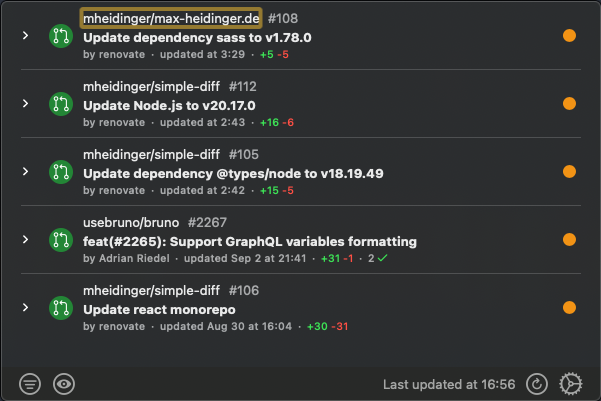 mheidinger/max-heidinger.de #108
Update dependency sass to v1.78.0
by renovate · updated at 3:29 · +5 -5
mheidinger/simple-diff #112
Update Node.js to v20.17.0
by renovate · updated at 2:43 · +16 -6
mheidinger/simple-diff #105
Update dependency @types/node to v18.19.49
by renovate · updated at 2:42 · +15 -5
usebruno/bruno #2267
feat(#2265): Support GraphQL variables formatting
by Adrian Riedel · updated Sep 2 at 21:41 · +31 -1 · 2 ✓
mheidinger/simple-diff #106
Update react monorepo
by renovate · updated Aug 30 at 16:04 · +30 -31
Last updated at 16:56